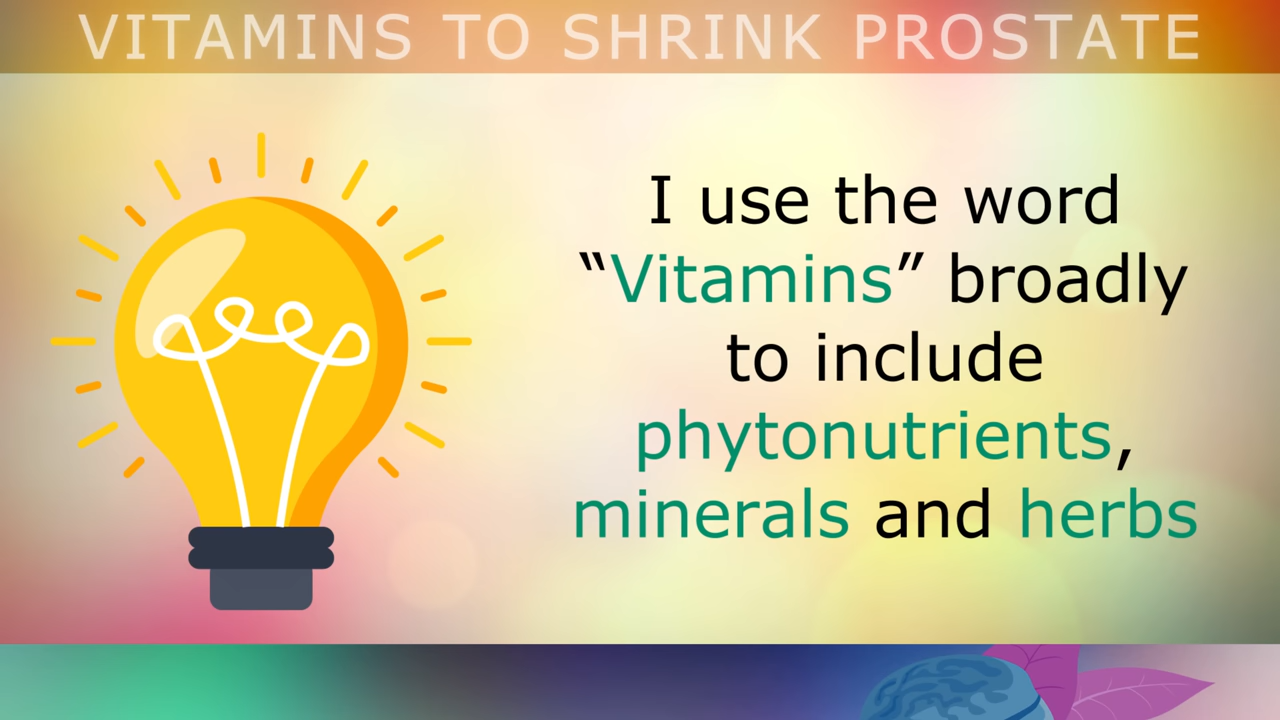 VITAMINS TO SHRINK PROSTATE
I use the word
“Vitamins” broadly
to include
phytonutrients,
minerals and herbs